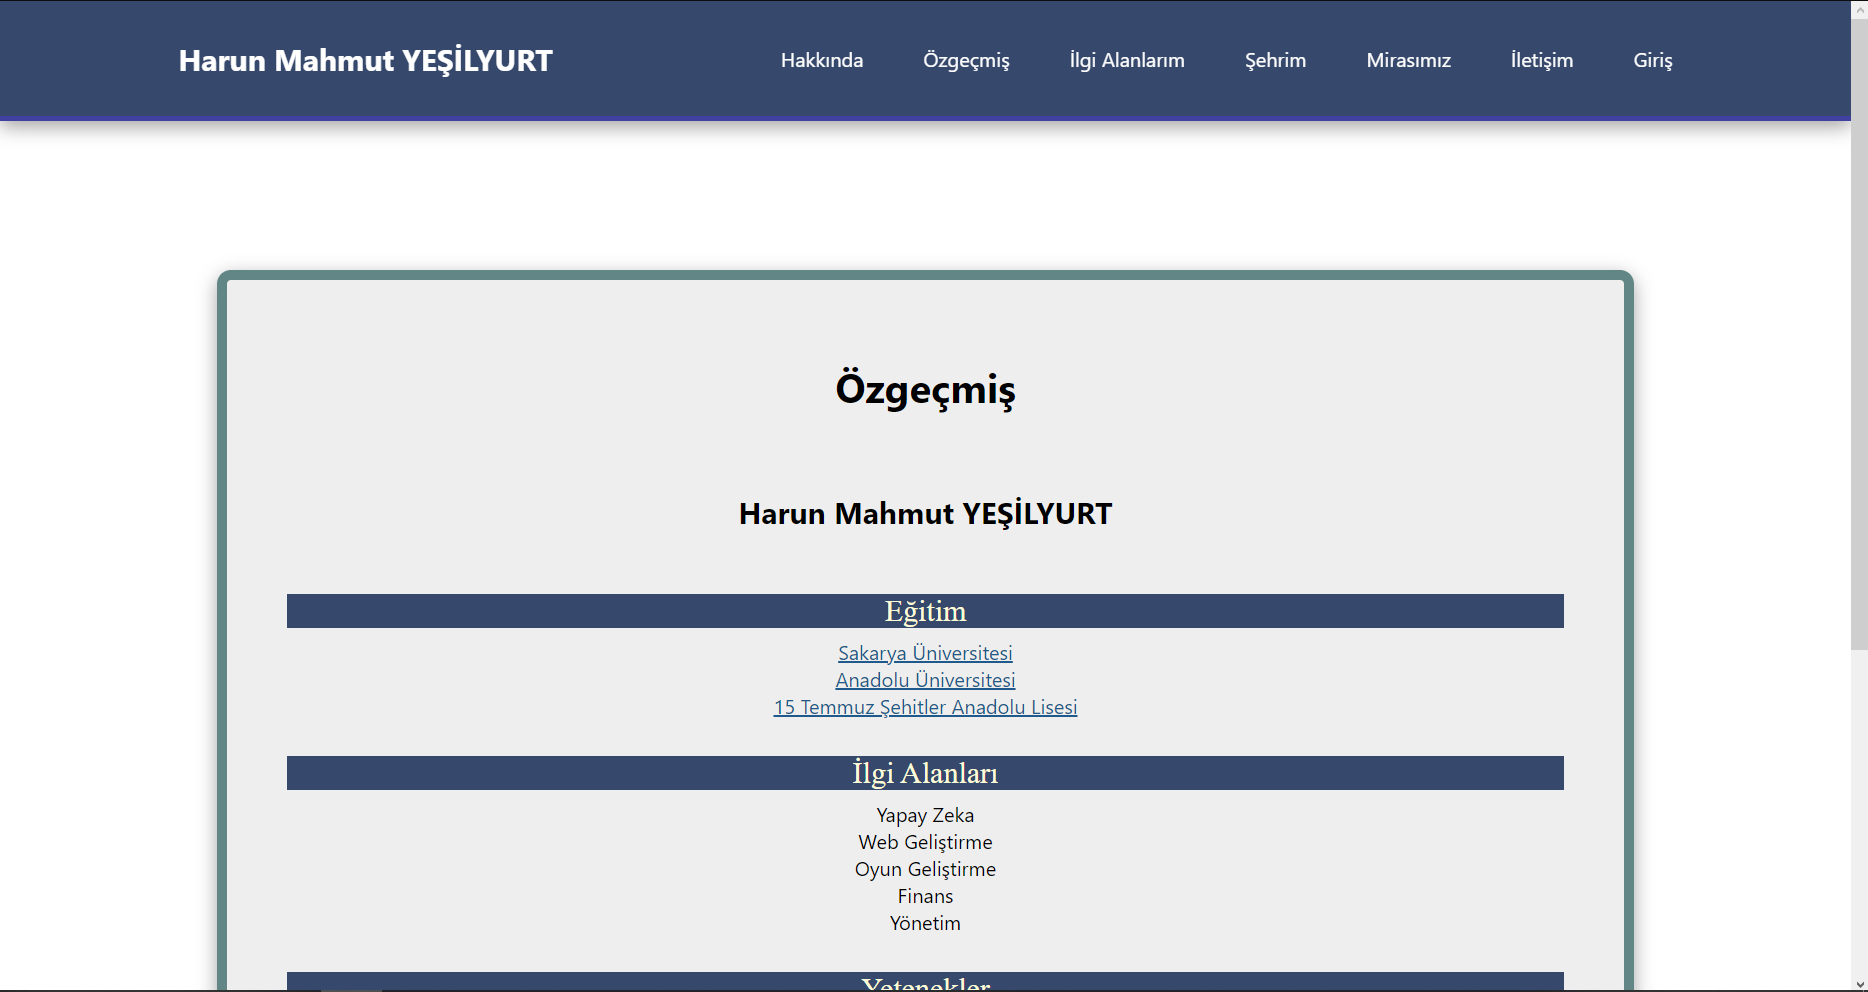 Harun Mahmut YEŞİLYURT
Hakkında
Özgeçmiş
İlgi Alanlarım
Şehrim
Mirasımız
İletişim
Giriş
Özgeçmiş
Harun Mahmut YEŞİLYURT
Eğitim
Sakarya Üniversitesi
Anadolu Üniversitesi
15 Temmuz Şehitler Anadolu Lisesi
İlgi Alanları
Yapay Zeka
Web Geliştirme
Oyun Geliştirme
Finans
Yönetim
Yetenekler